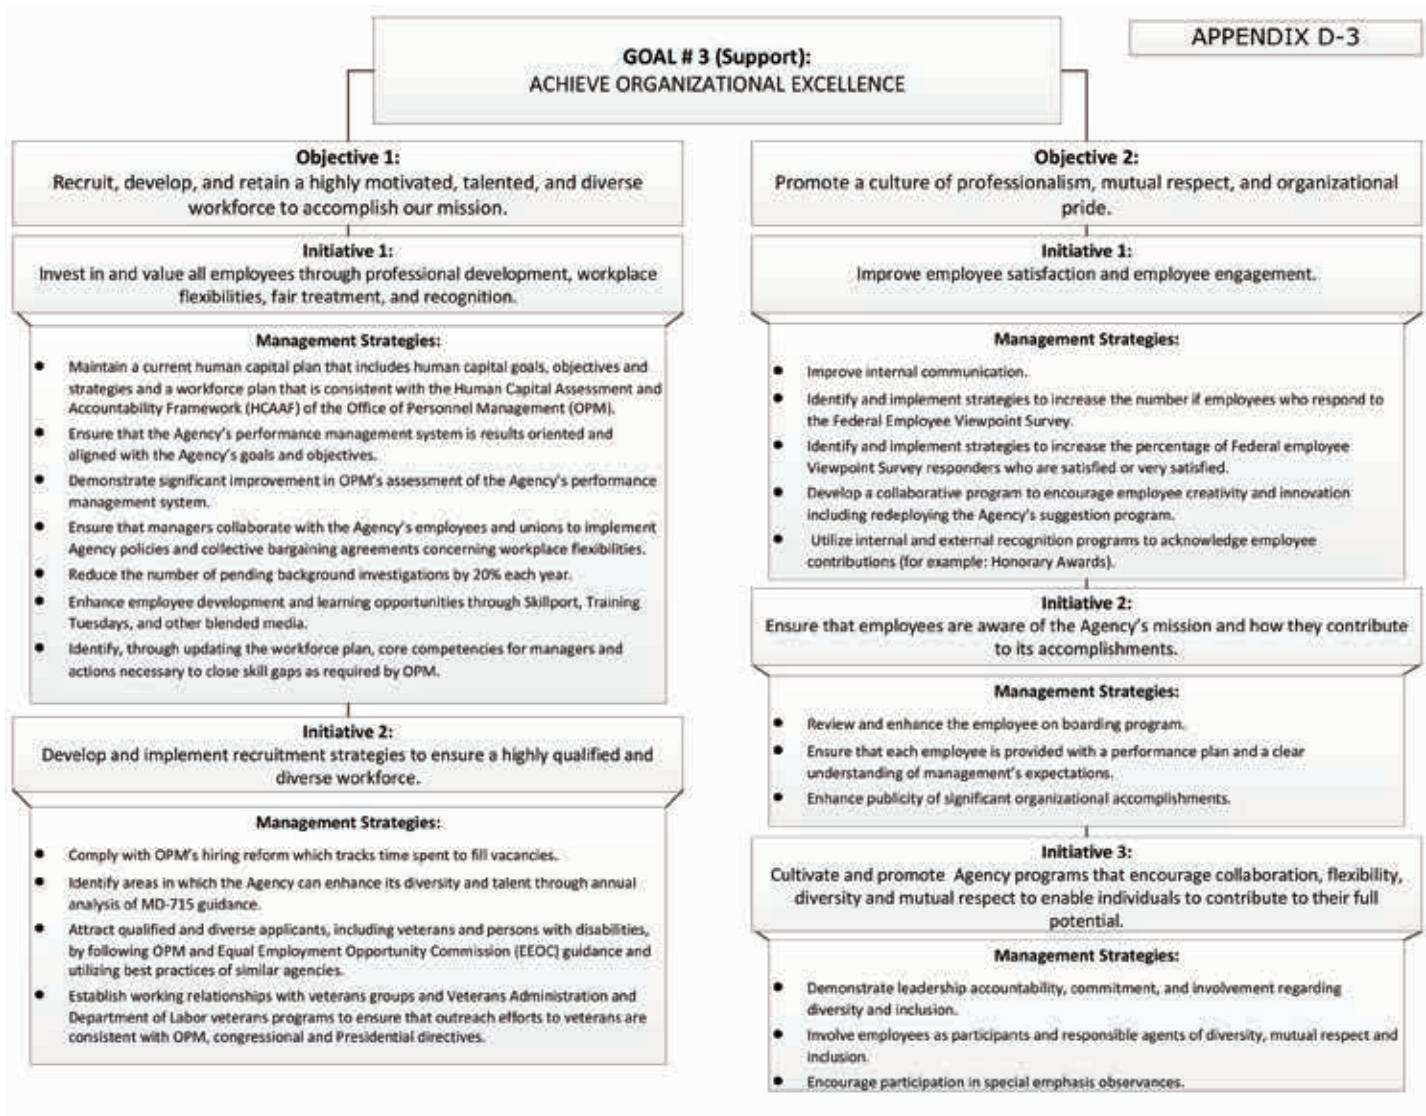 APPENDIX D-3
GOAL # 3 (Support):
ACHIEVE ORGANIZATIONAL EXCELLENCE
Objective 1:
Recruit, develop, and retain a highly motivated, talented, and diverse
workforce to accomplish our mission.
Initiative 1:
Invest in and value all employees through professional development, workplace
flexibilities, fair treatment, and recognition.
Management Strategies:
● Maintain a current human capital plan that includes human capital goals, objectives and
strategies and a workforce plan that is consistent with the Human Capital Assessment and
Accountability Framework (HCAAF) of the Office of Personnel Management (OPM).
● Ensure that the Agency's performance management system is results oriented and
aligned with the Agency's goals and objectives.
● Demonstrate significant improvement in OPM's assessment of the Agency's performance
management system.
● Ensure that managers collaborate with the Agency's employees and unions to implement
Agency policies and collective bargaining agreements concerning workplace flexibilities.
● Reduce the number of pending background investigations by 20% each year.
● Enhance employee development and learning opportunities through Skillport, Training
Tuesdays, and other blended media.
● Identify, through updating the workforce plan, core competencies for managers and
actions necessary to close skill gaps as required by OPM.
Initiative 2:
Develop and implement recruitment strategies to ensure a highly qualified and
diverse workforce.
Management Strategies:
● Comply with OPM's hiring reform which tracks time spent to fill vacancies.
● Identify areas in which the Agency can enhance its diversity and talent through annual
analysis of MD-715 guidance.
● Attract qualified and diverse applicants, including veterans and persons with disabilities,
by following OPM and Equal Employment Opportunity Commission (EEOC) guidance and
utilizing best practices of similar agencies.
● Establish working relationships with veterans groups and Veterans Administration and
Department of Labor veterans programs to ensure that outreach efforts to veterans are
consistent with OPM, congressional and Presidential directives.
Objective 2:
Promote a culture of professionalism, mutual respect, and organizational
pride.
Initiative 1:
Improve employee satisfaction and employee engagement.
Management Strategies:
● Improve internal communication.
● Identify and implement strategies to increase the number if employees who respond to
the Federal Employee Viewpoint Survey.
● Identify and implement strategies to increase the percentage of Federal employee
Viewpoint Survey responders who are satisfied or very satisfied.
● Develop a collaborative program to encourage employee creativity and innovation
including redeploying the Agency's suggestion program.
● Utilize internal and external recognition programs to acknowledge employee
contributions (for example: Honorary Awards).
Initiative 2:
Ensure that employees are aware of the Agency's mission and how they contribute
to its accomplishments.
Management Strategies:
● Review and enhance the employee on boarding program.
● Ensure that each employee is provided with a performance plan and a clear
understanding of management's expectations.
● Enhance publicity of significant organizational accomplishments.
Initiative 3:
Cultivate and promote Agency programs that encourage collaboration, flexibility,
diversity and mutual respect to enable individuals to contribute to their full
potential.
Management Strategies:
● Demonstrate leadership accountability, commitment, and involvement regarding
diversity and inclusion.
● Involve employees as participants and responsible agents of diversity, mutual respect and
inclusion.
● Encourage participation in special emphasis observances.